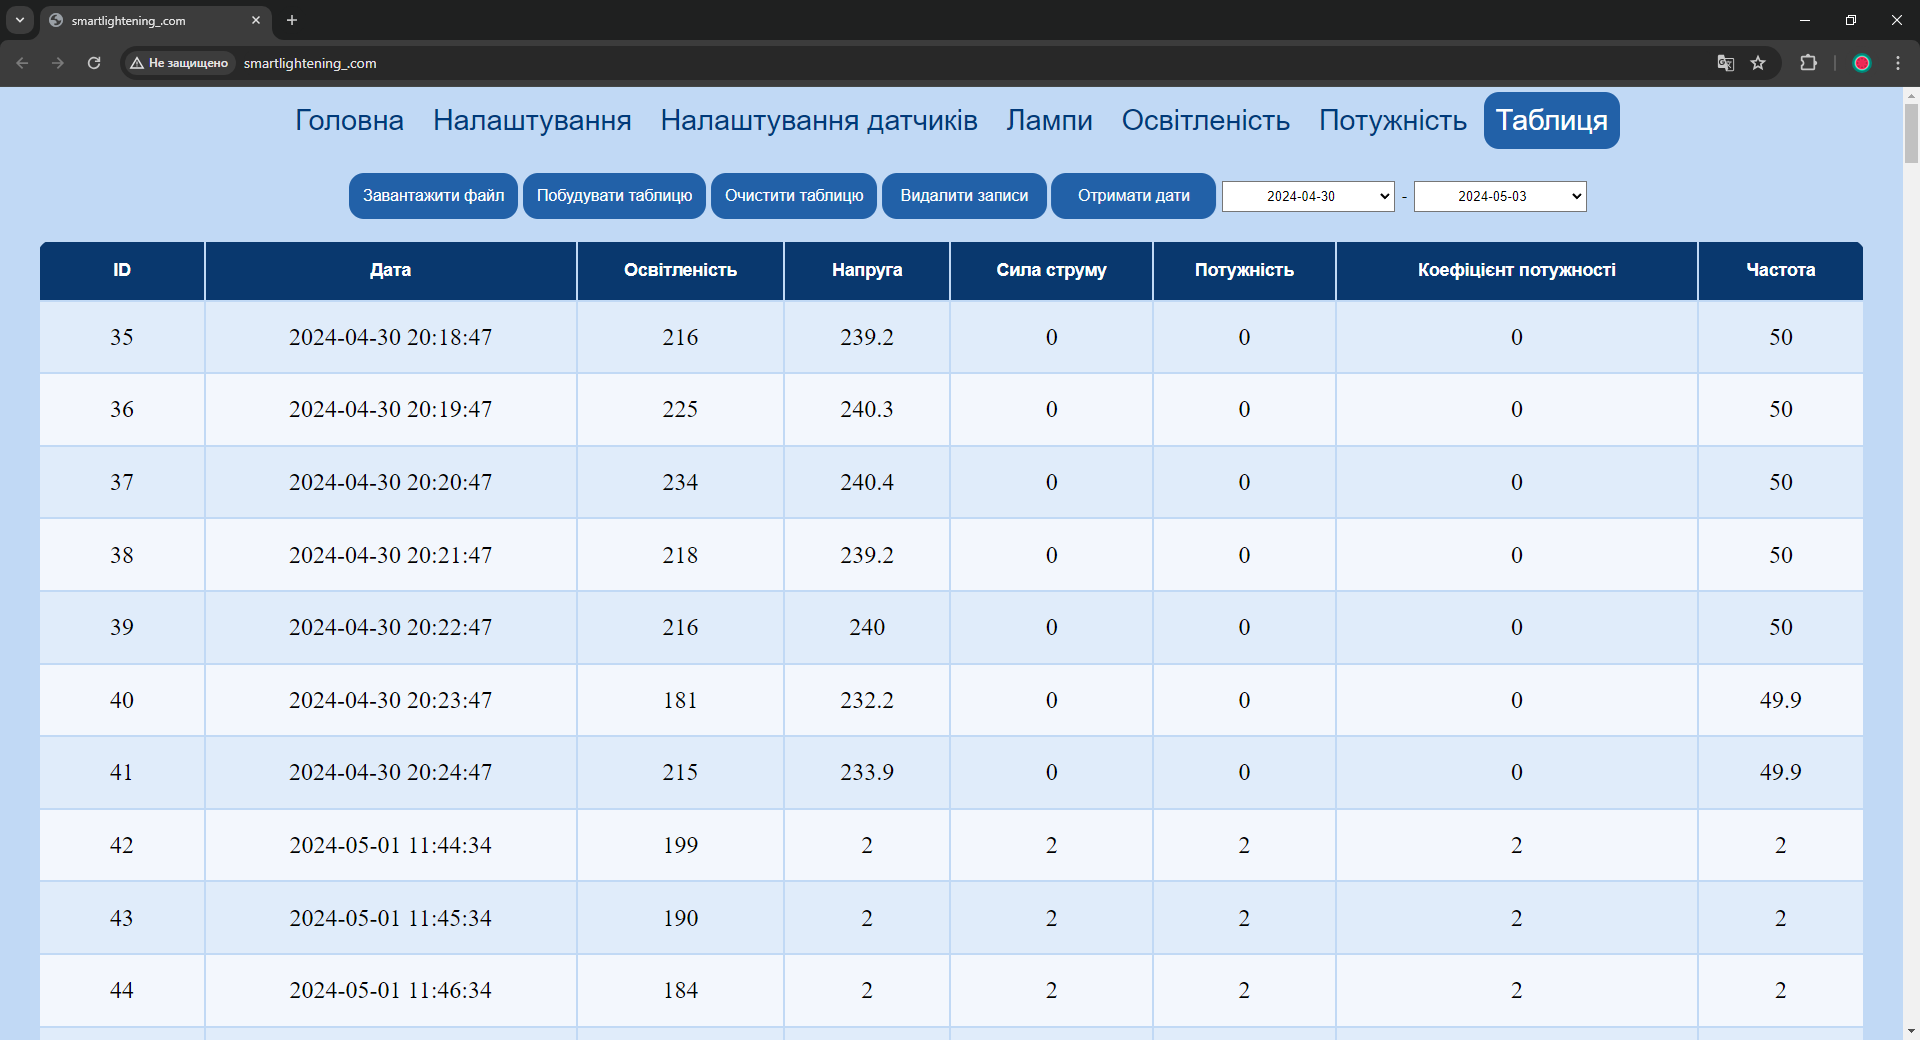 smartlightening_.com
Не защищено smartlightening_.com
Головна Налаштування Налаштування датчиків Лампи Освітленість Потужність Таблиця
Завантажити файл Побудувати таблицю Очистити таблицю Видалити записи Отримати дати 2024-04-30 - 2024-05-03
ID Дата Освітленість Напруга Сила струму Потужність Коефіцієнт потужності Частота
35 2024-04-30 20:18:47 216 239.2 0 0 0 50
36 2024-04-30 20:19:47 225 240.3 0 0 0 50
37 2024-04-30 20:20:47 234 240.4 0 0 0 50
38 2024-04-30 20:21:47 218 239.2 0 0 0 50
39 2024-04-30 20:22:47 216 240 0 0 0 50
40 2024-04-30 20:23:47 181 232.2 0 0 0 49.9
41 2024-04-30 20:24:47 215 233.9 0 0 0 49.9
42 2024-05-01 11:44:34 199 2 2 2 2 2
43 2024-05-01 11:45:34 190 2 2 2 2 2
44 2024-05-01 11:46:34 184 2 2 2 2 2